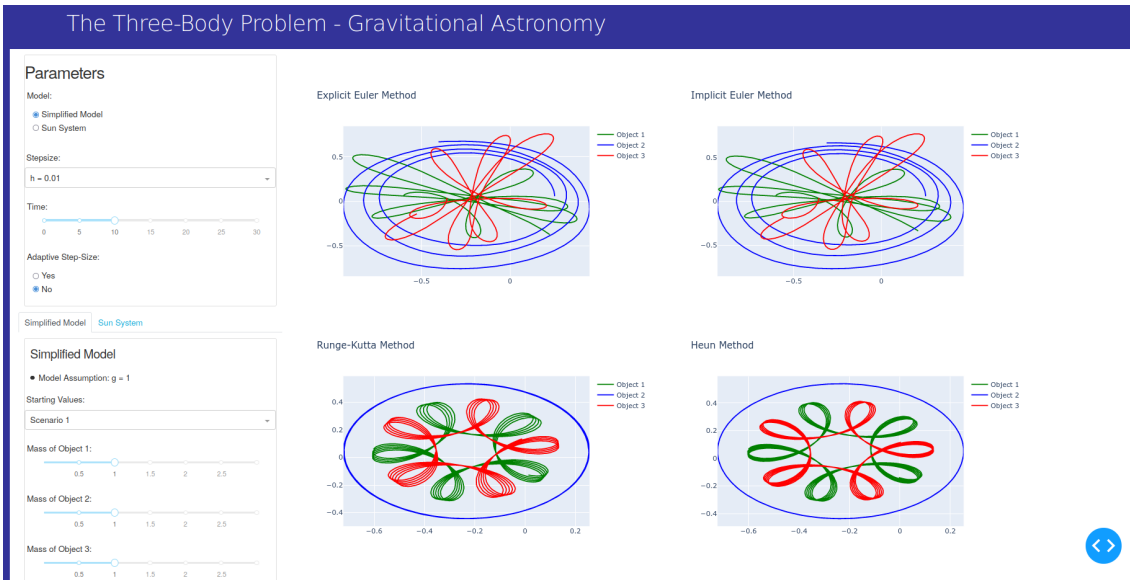 The Three-Body Problem - Gravitational Astronomy
Parameters
Model:
Simplified Model
Sun System
Stepsize:
h = 0.01
Time:
0 5 10 15 20 25 30
Adaptive Step-Size:
Yes
No
Simplified Model Sun System
Simplified Model
Model Assumption: g = 1
Starting Values:
Scenario 1
Mass of Object 1:
0.5 1 1.5 2 2.5
Mass of Object 2:
0.5 1 1.5 2 2.5
Mass of Object 3:
0.5 1 1.5 2 2.5
Explicit Euler Method
0.5
0
−0.5
−0.5 0
Object 1
Object 2
Object 3
Implicit Euler Method
0.5
0
−0.5
−0.5 0
Object 1
Object 2
Object 3
Runge-Kutta Method
0.4
0.2
0
−0.2
−0.4
−0.6 −0.4 −0.2 0 0.2
Object 1
Object 2
Object 3
Heun Method
0.4
0.2
0
−0.2
−0.4
−0.6 −0.4 −0.2 0 0.2
Object 1
Object 2
Object 3